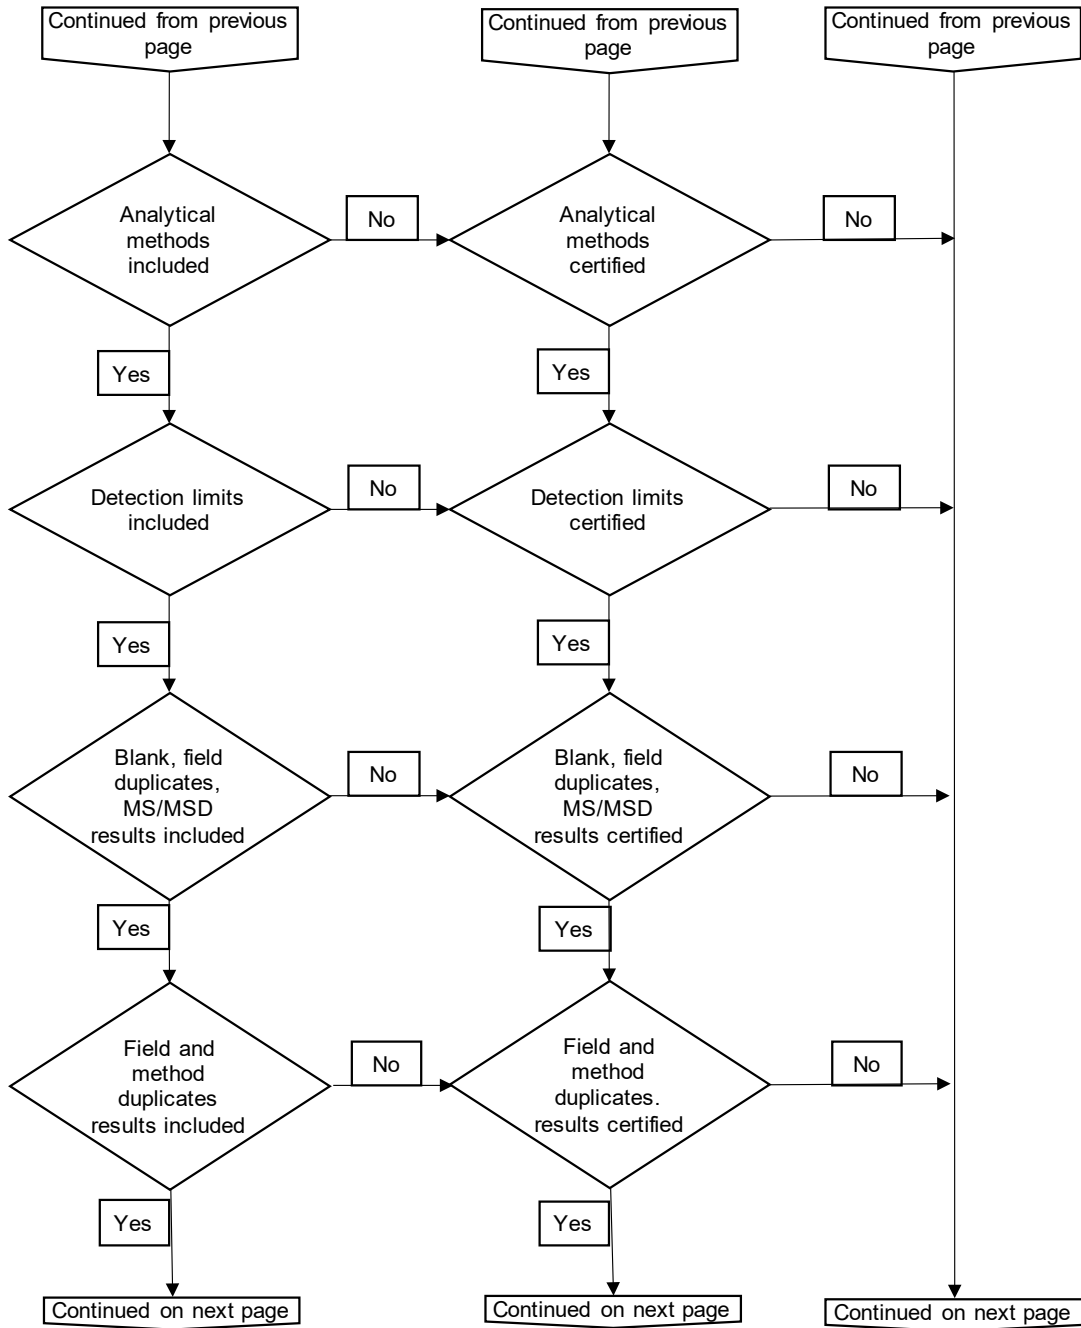 Continued from previous
page
Continued from previous
page
Continued from previous
page
Analytical
methods
included
No
Analytical
methods
certified
No
Yes
Yes
Detection limits
included
No
Detection limits
certified
No
Yes
Yes
Blank, field
duplicates,
MS/MSD
results included
No
Blank, field
duplicates,
MS/MSD
results certified
No
Yes
Yes
Field and
method
duplicates
results included
No
Field and
method
duplicates.
results certified
No
Yes
Yes
Continued on next page
Continued on next page
Continued on next page